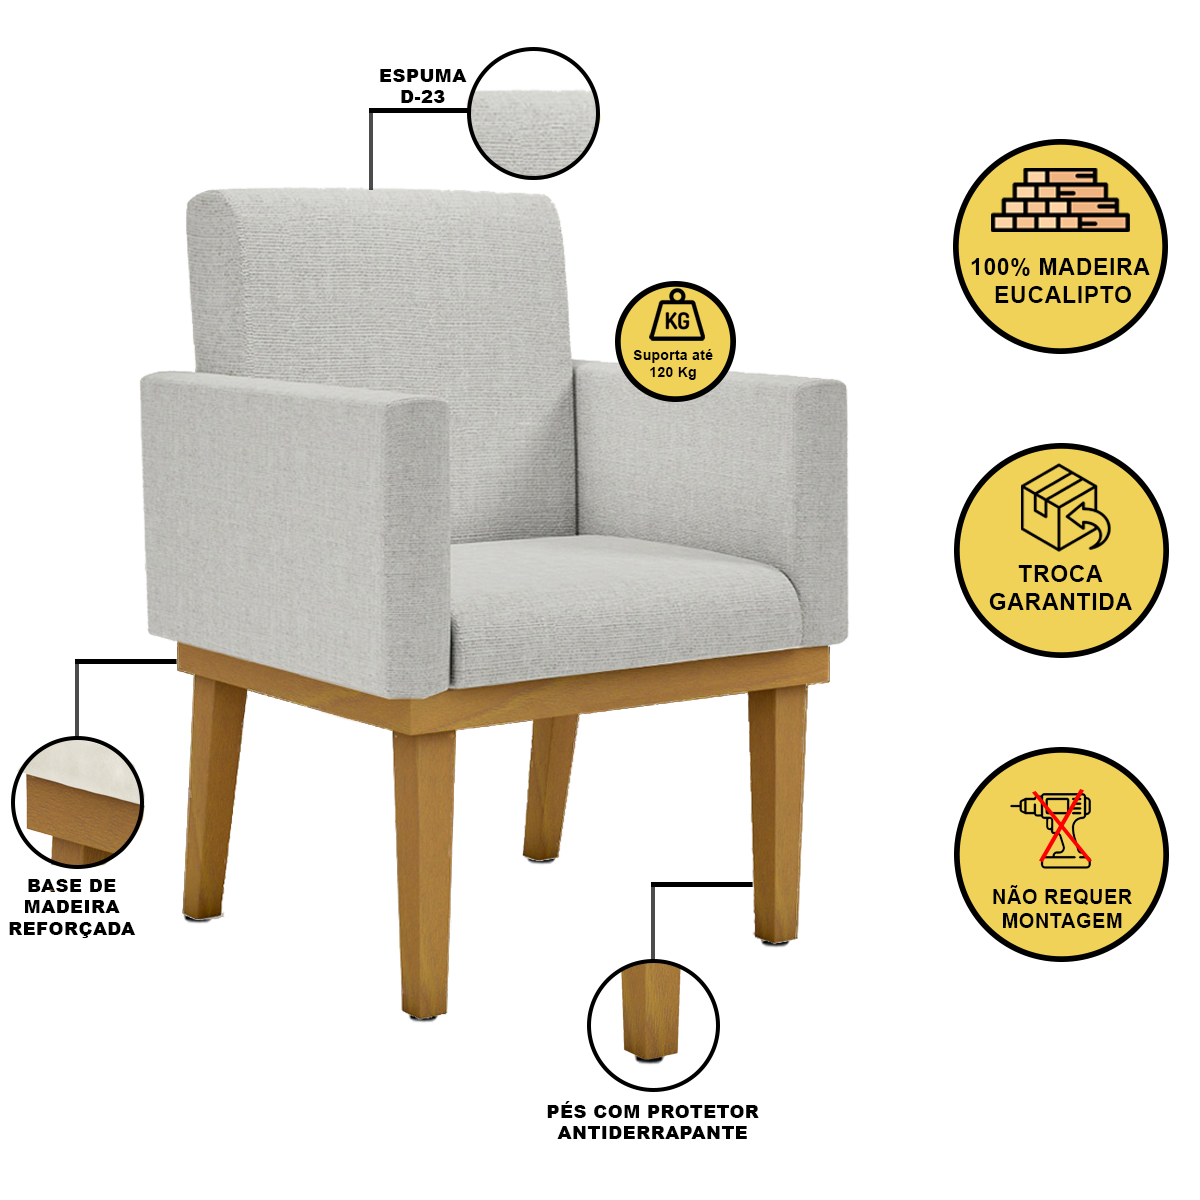 ESPUMA
D-23
KG
Suporta até
120 Kg
100% MADEIRA
EUCALIPTO
TROCA
GARANTIDA
BASE DE
MADEIRA
REFORÇADA
NÃO REQUER
MONTAGEM
PÉS COM PROTETOR
ANTIDERRAPANTE